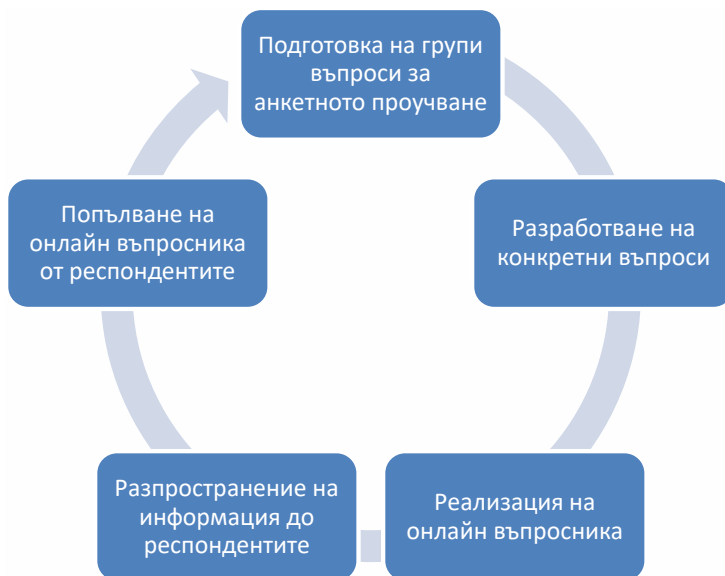 Подготовка на групи
въпроси за
анкетното проучване
Разработване на
конкретни въпроси
Реализация на
онлайн въпросника
Разпространение на
информация до
респондентите
Попълване на
онлайн въпросника
от респондентите